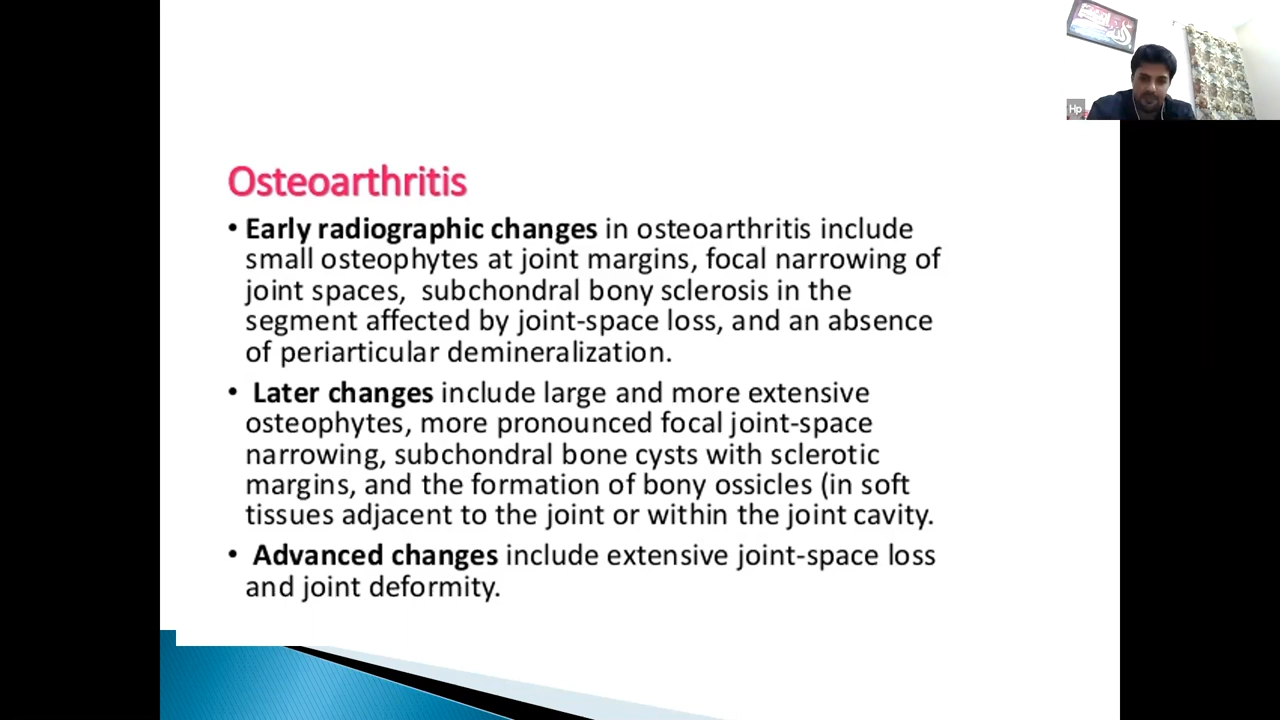 Hp
Osteoarthritis
• Early radiographic changes in osteoarthritis include
small osteophytes at joint margins, focal narrowing of
joint spaces, subchondral bony sclerosis in the
segment affected by joint-space loss, and an absence
of periarticular demineralization.
• Later changes include large and more extensive
osteophytes, more pronounced focal joint-space
narrowing, subchondral bone cysts with sclerotic
margins, and the formation of bony ossicles (in soft
tissues adjacent to the joint or within the joint cavity.
• Advanced changes include extensive joint-space loss
and joint deformity.